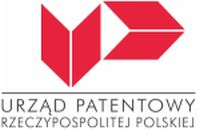 URZĄD PATENTOWY
RZECZYPOSPOLITEJ POLSKIEJ